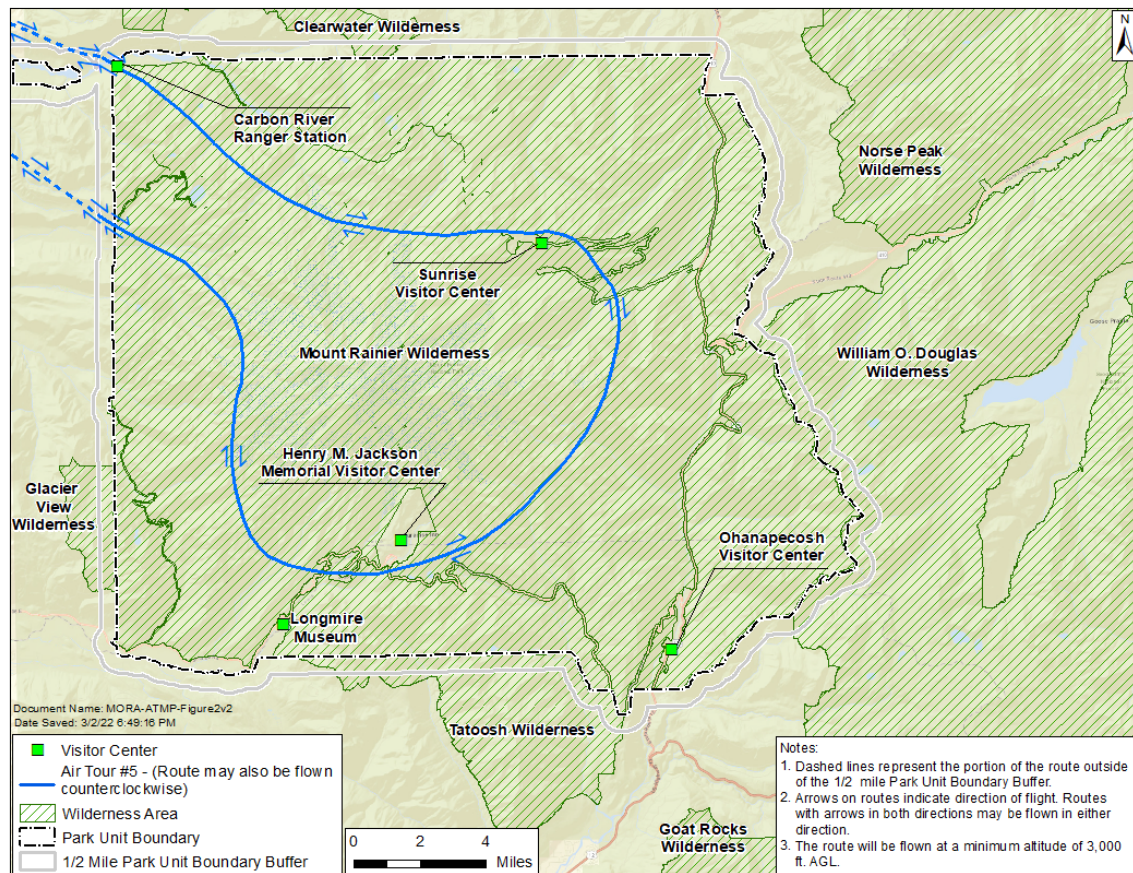 Clearwater Wilderness
N
Carbon River
Ranger Station
Norse Peak
Wilderness
Sunrise
Visitor Center
Mount Rainier Wilderness
William O. Douglas
Wilderness
Henry M. Jackson
Memorial Visitor Center
Glacier
View
Wilderness
Ohanapecosh
Visitor Center
Longmire
Museum
Tatoosh Wilderness
Goat Rocks
Wilderness
Document Name: MORA-ATMP-Figure2v2
Date Saved: 3/2/22 6:49:16 PM
Visitor Center
Air Tour #5 - (Route may also be flown
counterclockwise)
Wilderness Area
Park Unit Boundary
1/2 Mile Park Unit Boundary Buffer
0 2 4
Miles
Notes:
1. Dashed lines represent the portion of the route outside
of the 1/2 mile Park Unit Boundary Buffer.
2. Arrows on routes indicate direction of flight. Routes
with arrows in both directions may be flown in either
direction.
3. The route will be flown at a minimum altitude of 3,000
ft. AGL.